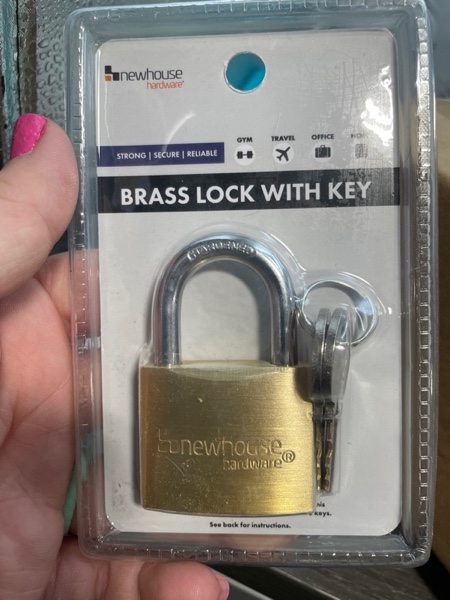 newhouse
hardware
GYM TRAVEL OFFICE
STRONG | SECURE | RELIABLE
BRASS LOCK WITH KEY
HARDENED
newhouse
hardware®
keys.
See back for instructions.